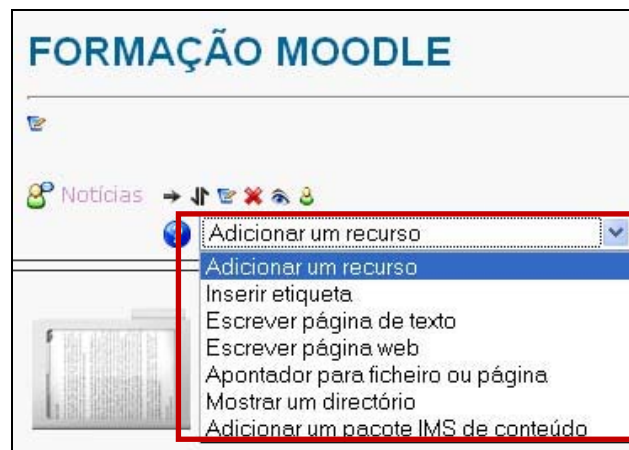 FORMAÇÃO MOODLE
Notícias
Adicionar um recurso
Adicionar um recurso
Inserir etiqueta
Escrever página de texto
Escrever página web
Apontador para ficheiro ou página
Mostrar um directório
Adicionar um pacote IMS de conteúdo